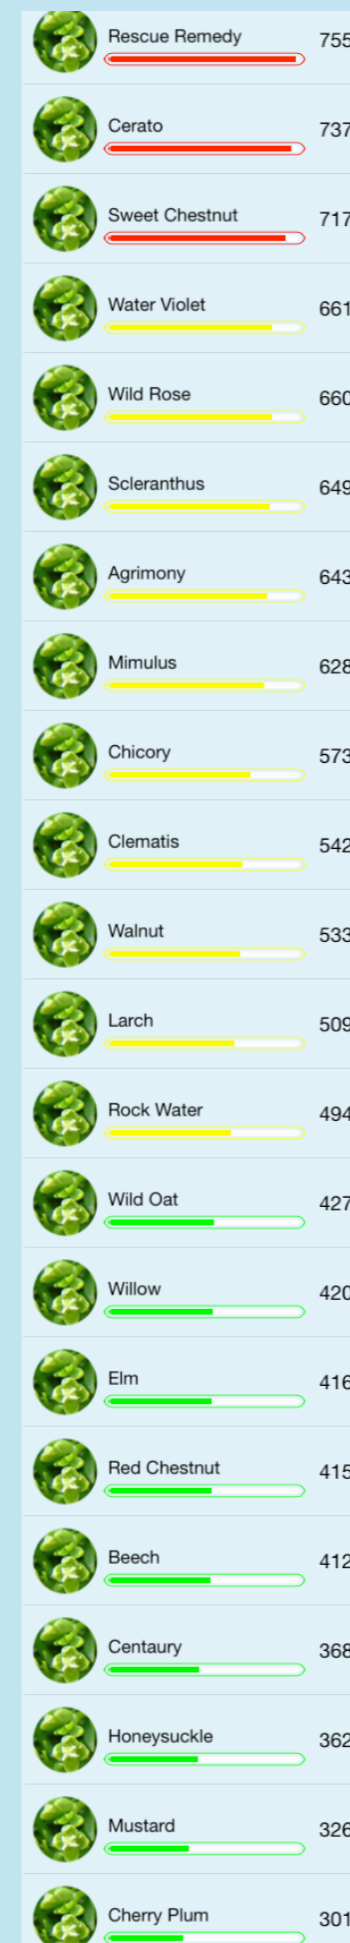 Rescue Remedy 755
Cerato 737
Sweet Chestnut 717
Water Violet 661
Wild Rose 660
Scleranthus 649
Agrimony 643
Mimulus 628
Chicory 573
Clematis 542
Walnut 533
Larch 509
Rock Water 494
Wild Oat 427
Willow 420
Elm 416
Red Chestnut 415
Beech 412
Centaury 368
Honeysuckle 362
Mustard 326
Cherry Plum 301